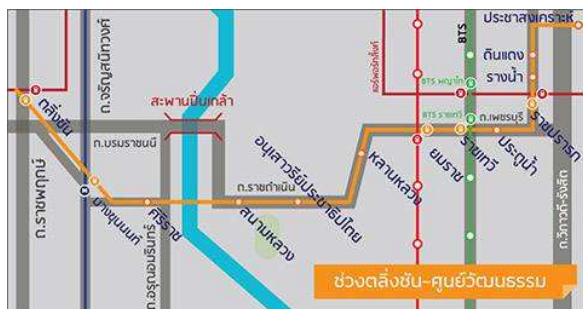 ประชาสงเคราะห์
BTS
ดินแดง
รางน้ำ
แอร์พอร์ทลิ้งก์
BTS พญาไท
BTS ราชเทวี
ถ.เพชรบุรี
ราชปรารภ
ประตูน้ำ
ราชเทวี
ยมราช
หลานหลวง
ถ.จรัญสนิทวงศ์
สะพานปิ่นเกล้า
ตลิ่งชัน
ถ.บรมราชนนี
ถ.ราชพฤกษ์
บางขุนนนท์
ศิริราช
ถ.อรุณอมรินทร์
ถ.ราชดำเนิน
สนามหลวง
อนุเสาวรีย์ประชาธิปไตย
ถ.วิภาวดี-รังสิต
ช่วงตลิ่งชัน-ศูนย์วัฒนธรรม